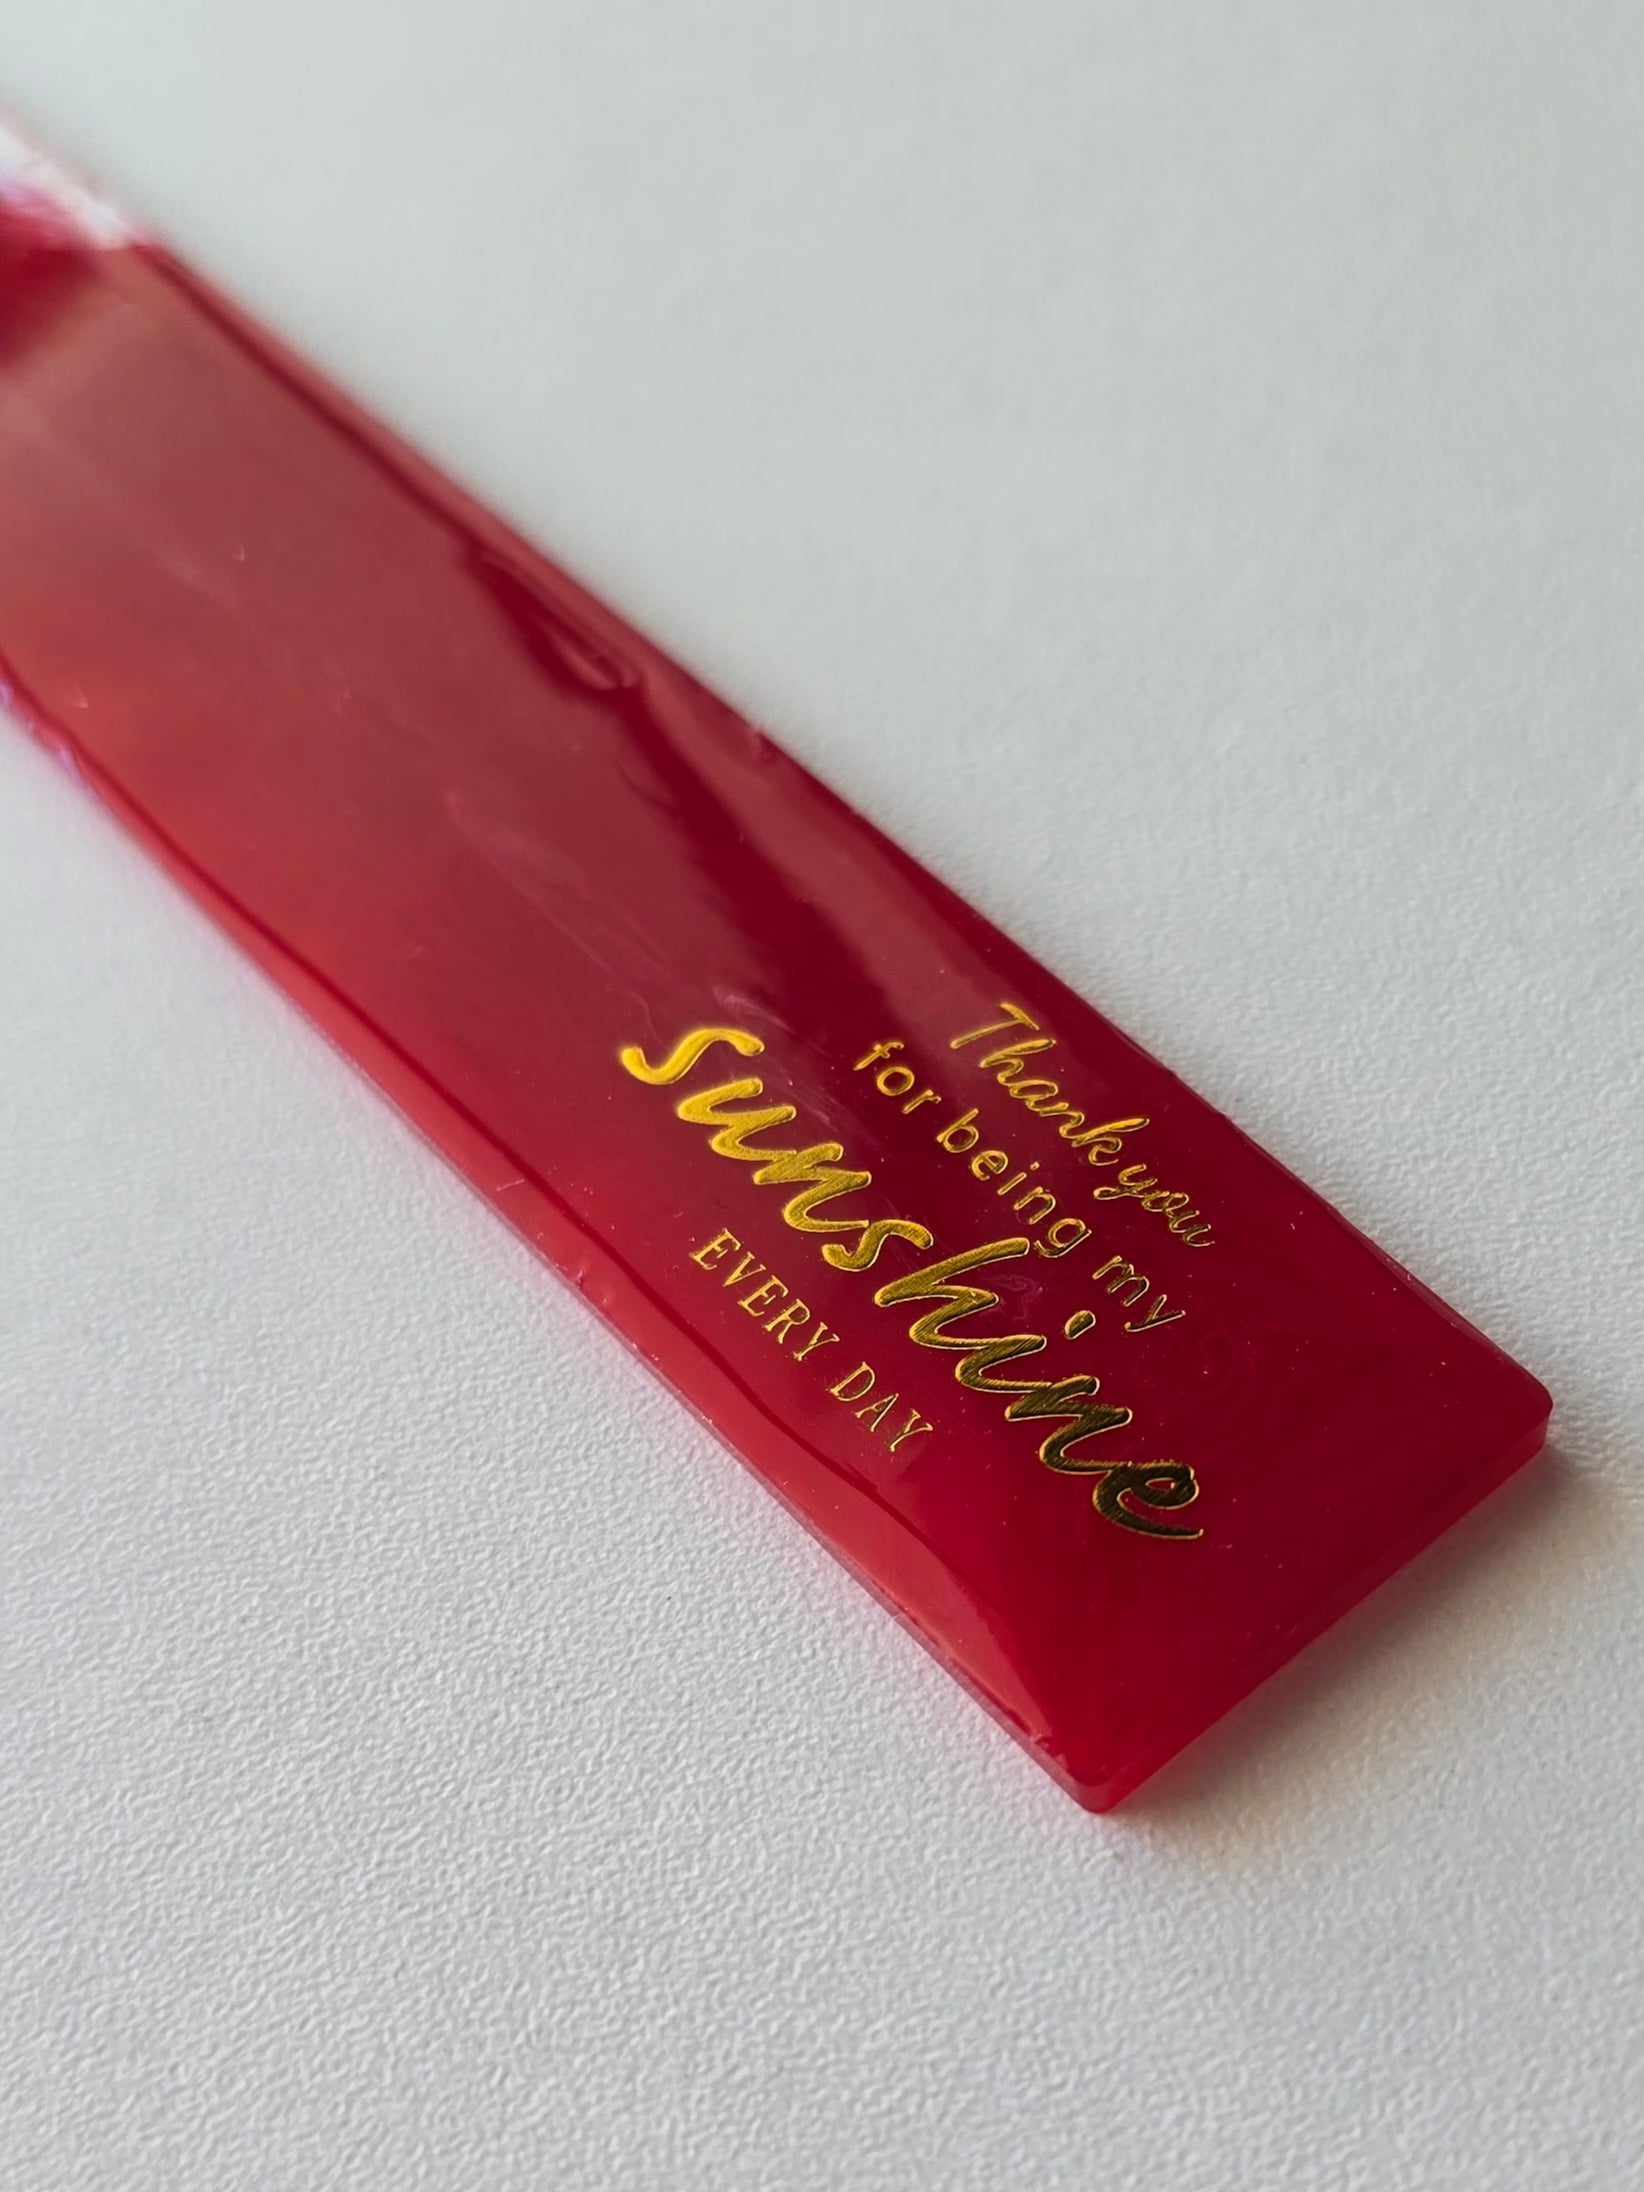 Thank you
for being my
sunshine
EVERY DAY